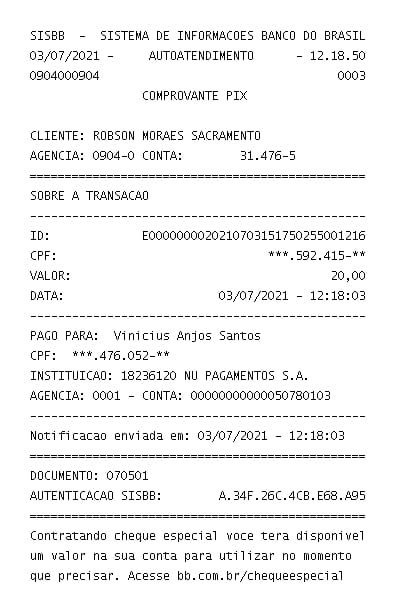 SISBB - SISTEMA DE INFORMACOES BANCO DO BRASIL
03/07/2021 - AUTOATENDIMENTO - 12.18.50
0904000904 0003
COMPROVANTE PIX
CLIENTE: ROBSON MORAES SACRAMENTO
AGENCIA: 0904-0 CONTA: 31.476-5
================================================
SOBRE A TRANSACAO
------------------------------------------------
ID: E00000000202107031517502550012​16
CPF: ***.592.415-**
VALOR: 20,00
DATA: 03/07/2021 - 12:18:03
------------------------------------------------
PAGO PARA: Vinicius Anjos Santos
CPF: ***.476.052-**
INSTITUICAO: 18236120 NU PAGAMENTOS S.A.
AGENCIA: 0001 - CONTA: 00000000000050780103
------------------------------------------------
Notificacao enviada em: 03/07/2021 - 12:18:03
================================================
DOCUMENTO: 070501
AUTENTICACAO SISBB: A.34F.26C.4CB.E68.A95
================================================
Contratando cheque especial voce tera disponivel
um valor na sua conta para utilizar no momento
que precisar. Acesse bb.com.br/chequeespecial